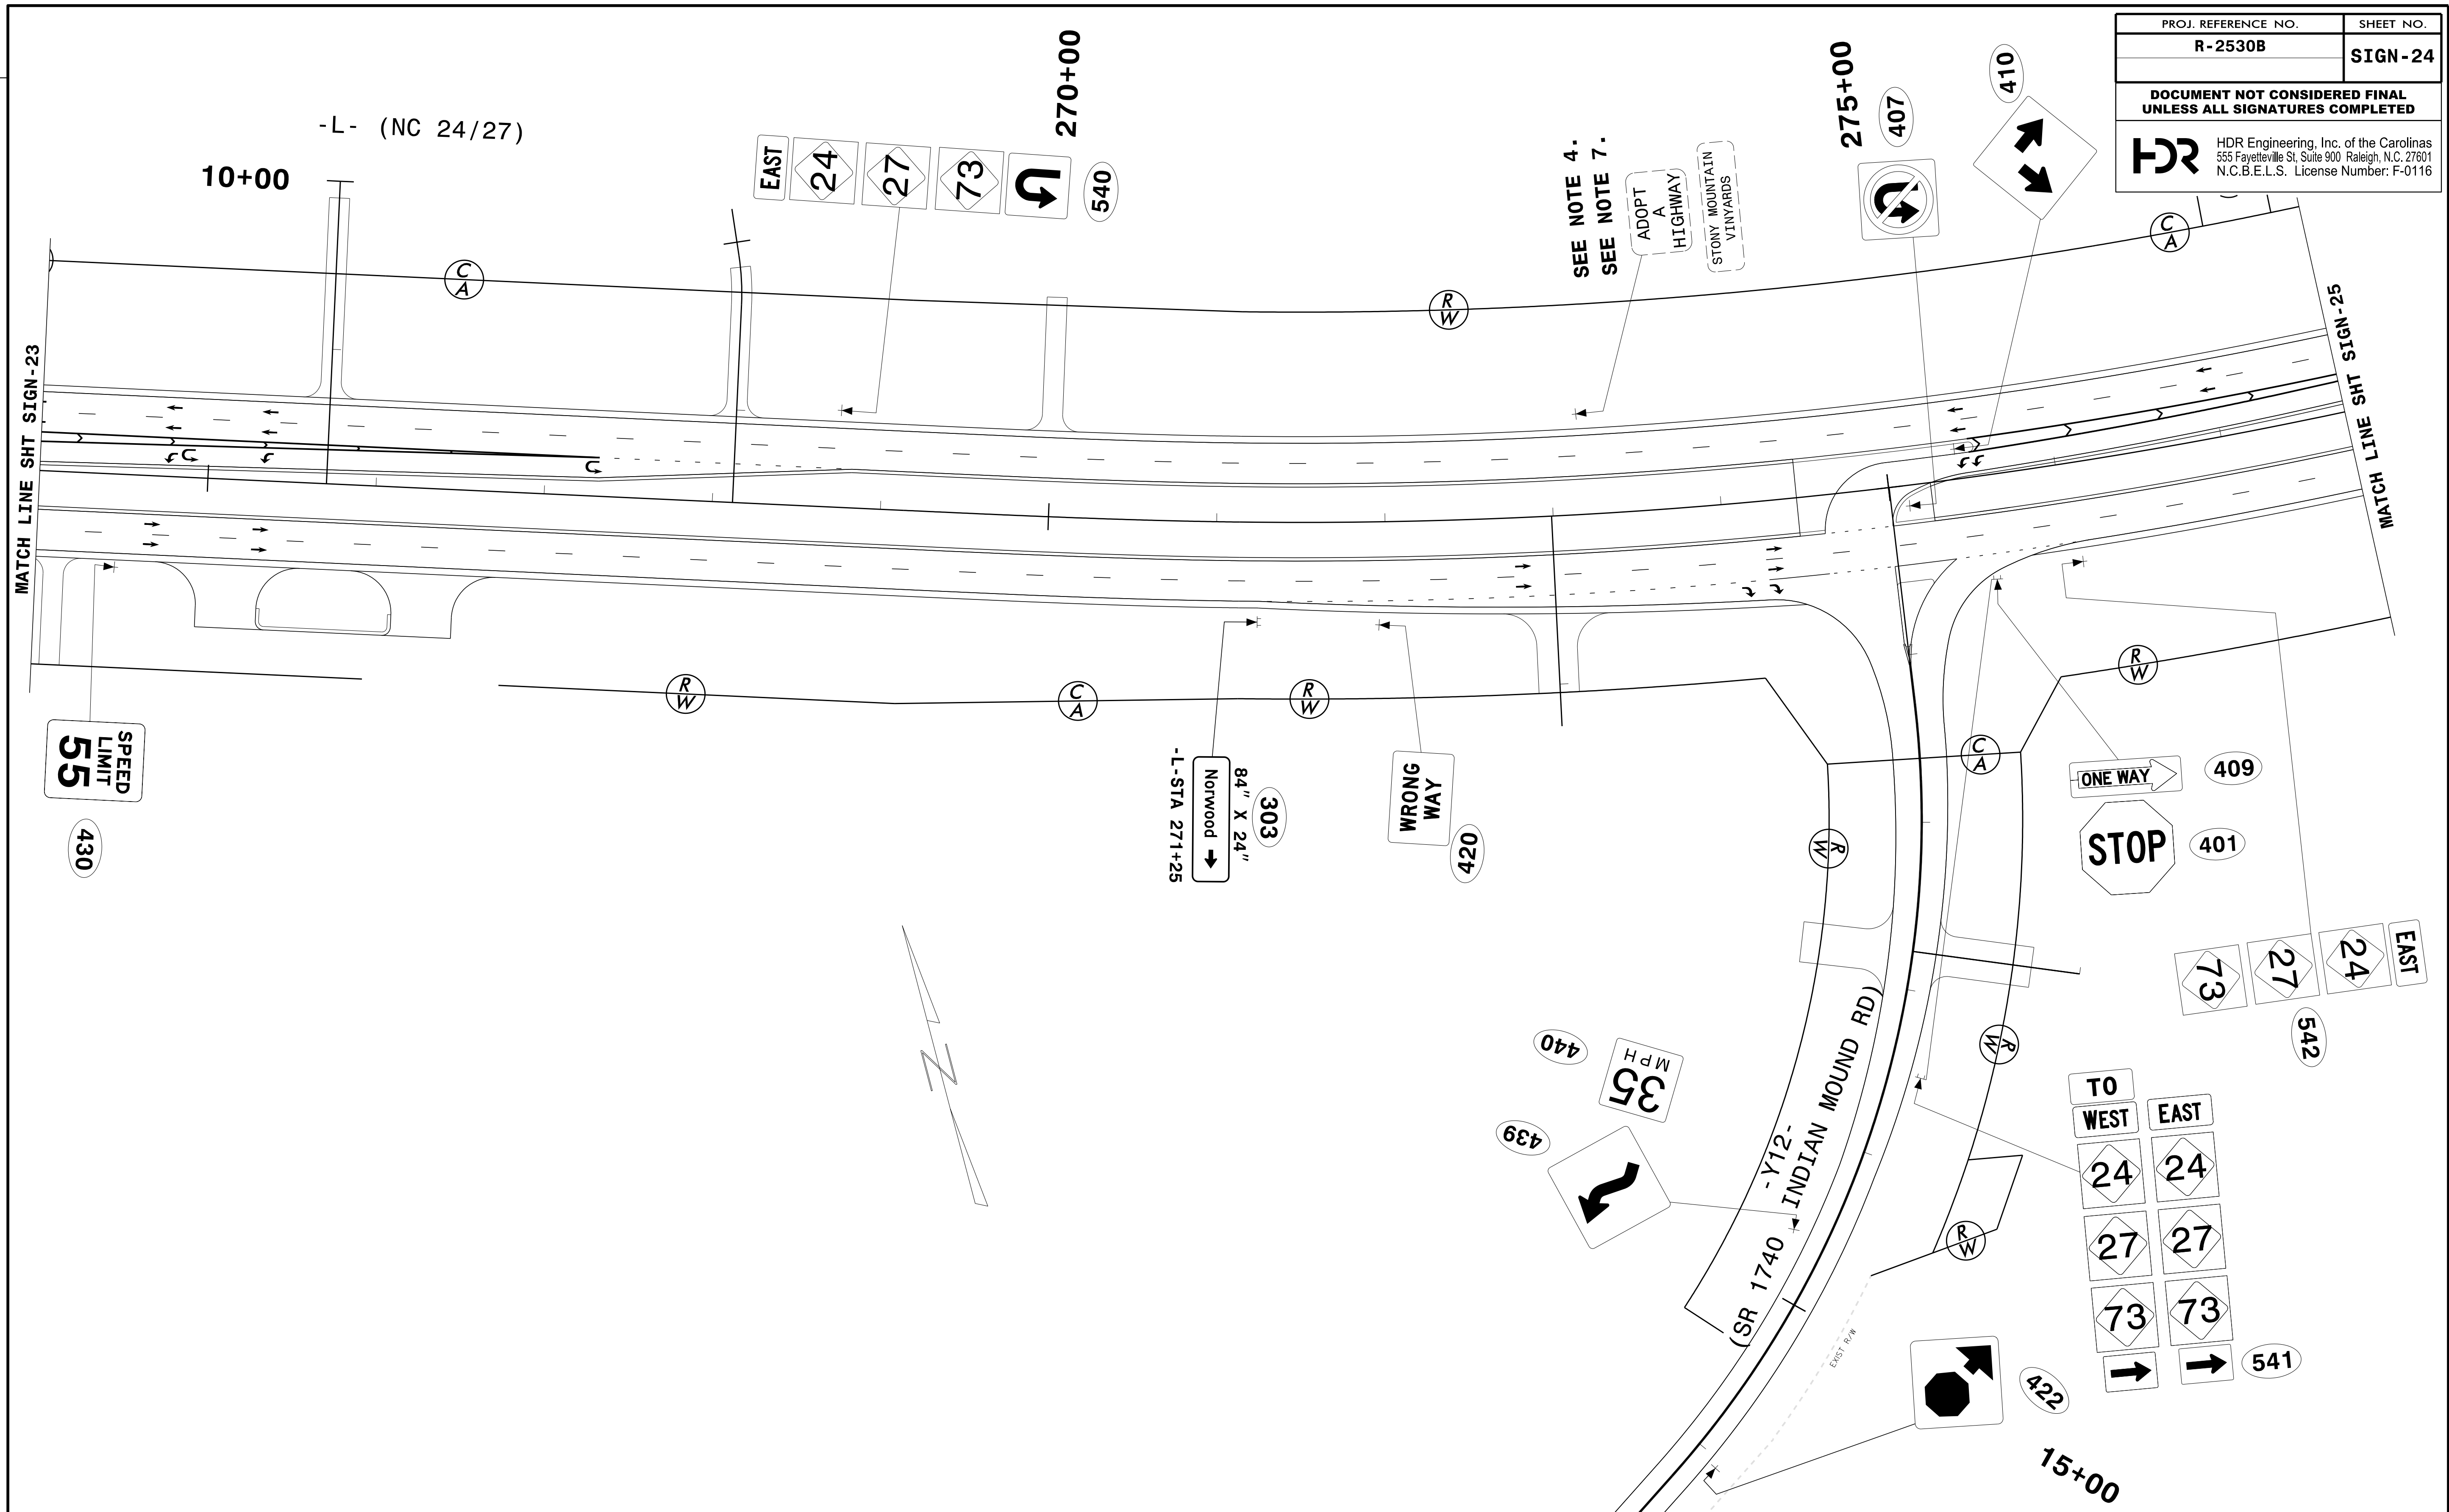 PROJ. REFERENCE NO.
SHEET NO.
R-2530B
SIGN-24
DOCUMENT NOT CONSIDERED FINAL
UNLESS ALL SIGNATURES COMPLETED
HDR
HDR Engineering, Inc. of the Carolinas
555 Fayetteville St, Suite 900 Raleigh, N.C. 27601
N.C.B.E.L.S. License Number: F-0116
-L- (NC 24/27)
10+00
270+00
275+00
EAST
24
27
73
540
SEE NOTE 4.
SEE NOTE 7.
ADOPT
A
HIGHWAY
STONY MOUNTAIN
VINYARDS
407
410
C
A
R
W
C
A
MATCH LINE SHT SIGN-23
MATCH LINE SHT SIGN-25
R
W
C
A
R
W
R
W
C
A
R
W
R
W
R
W
SPEED
LIMIT
55
430
303
84" X 24"
Norwood
-L-STA 271+25
WRONG
WAY
420
ONE WAY
409
STOP
401
EAST
24
27
73
542
440
35
MPH
439
-Y12-
(SR 1740 INDIAN MOUND RD)
TO
WEST
EAST
24
24
27
27
73
73
541
EXIST R/W
422
15+00
N